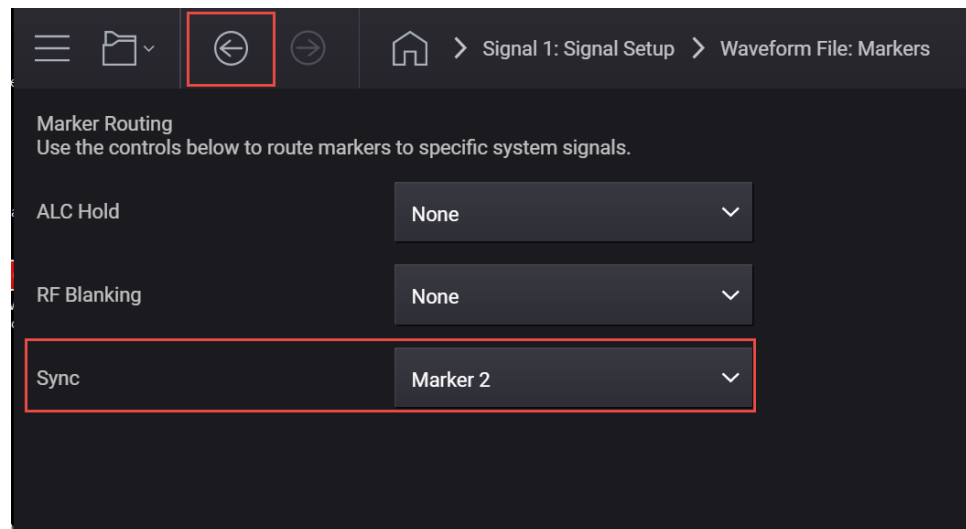 Signal 1: Signal Setup > Waveform File: Markers
Marker Routing
Use the controls below to route markers to specific system signals.
ALC Hold
None
RF Blanking
None
Sync
Marker 2